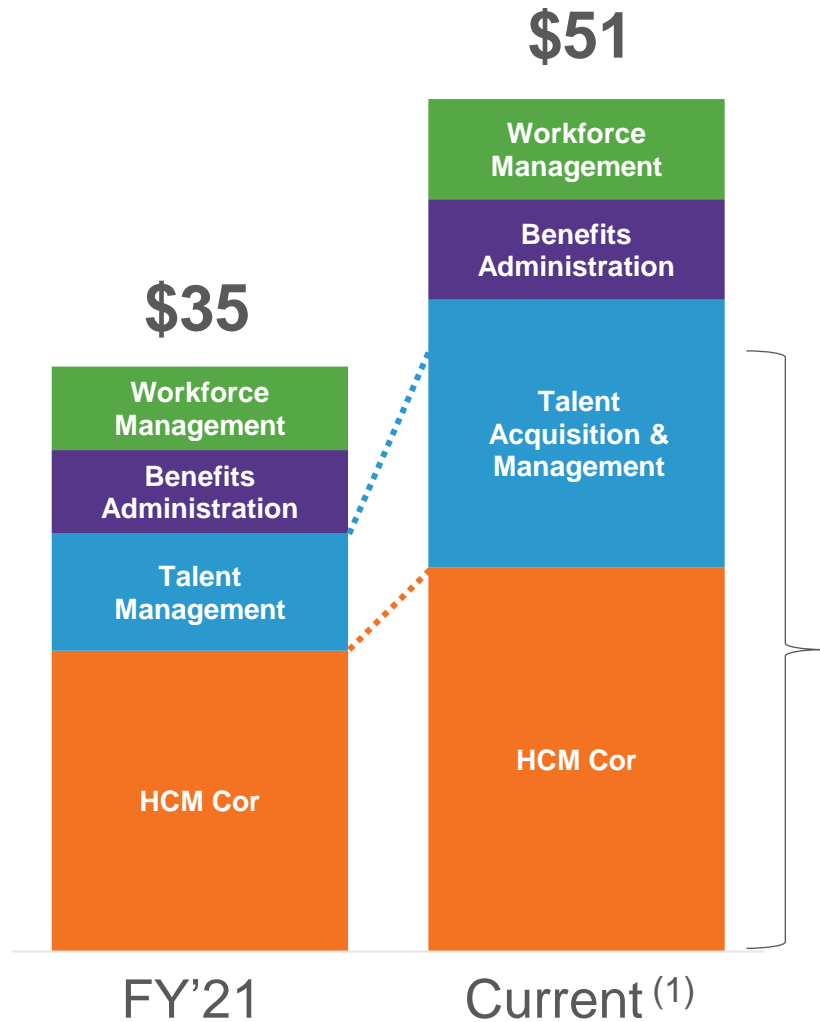 $51
Workforce
Management
Benefits
Administration
Talent
Acquisition &
Management
HCM Cor
$35
Workforce
Management
Benefits
Administration
Talent
Management
HCM Cor
FY’21
Current (1)